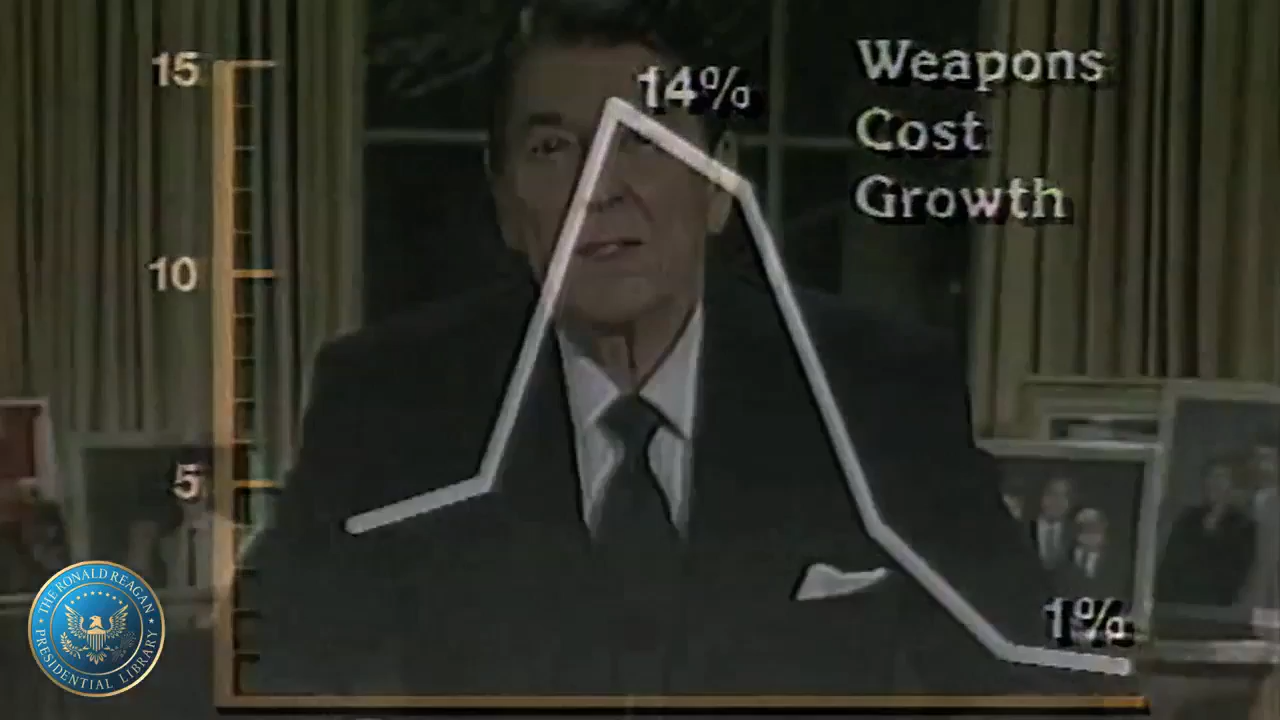 15
14%
Weapons
Cost
Growth
10
5
1%
THE RONALD REAGAN
PRESIDENTIAL LIBRARY